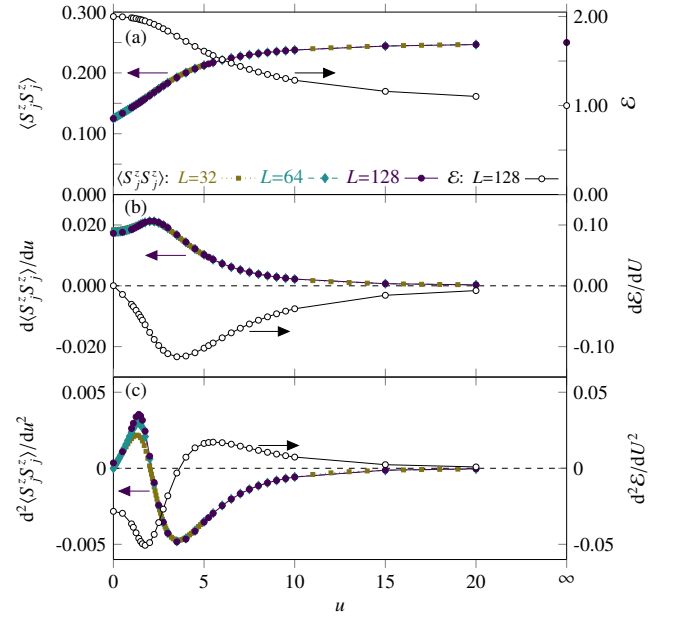 0.300
(a)
2.00
0.200
⟨S_j^z S_j^z⟩
1.00
ℰ
0.100
⟨S_j^z S_j^z⟩: L=32 L=64 L=128 ℰ: L=128
0.000
0.00
(b)
0.020
0.10
d⟨S_j^z S_j^z⟩/du
0.000
0.00
dℰ/dU
-0.020
-0.10
(c)
0.005
0.05
d²⟨S_j^z S_j^z⟩/du²
0
0
d²ℰ/dU²
-0.005
-0.05
0 5 10 15 20 ∞
u